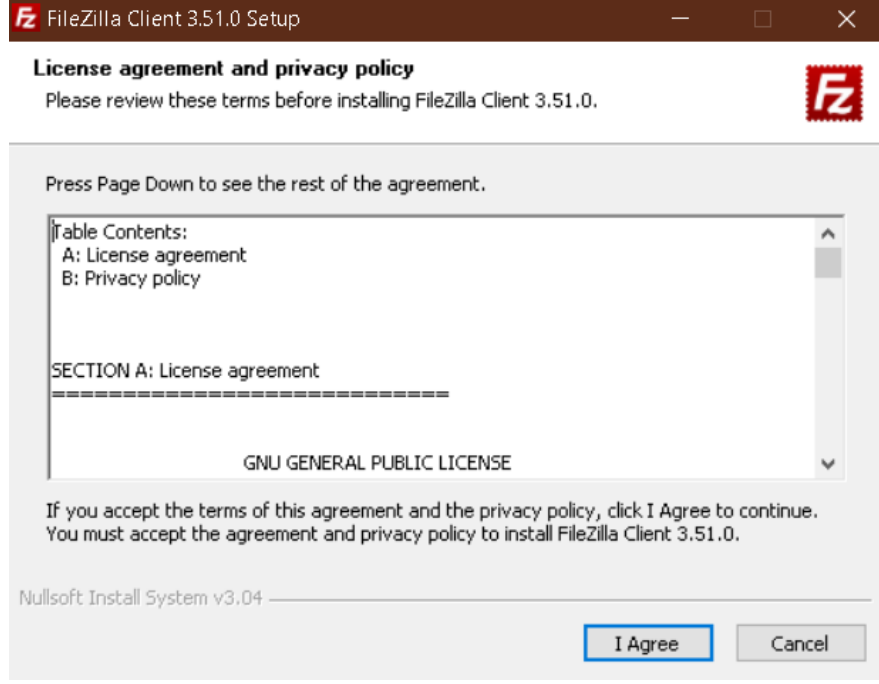 FileZilla Client 3.51.0 Setup
License agreement and privacy policy
Please review these terms before installing FileZilla Client 3.51.0.
Fz
Press Page Down to see the rest of the agreement.
Table Contents:
A: License agreement
B: Privacy policy
SECTION A: License agreement
============================
GNU GENERAL PUBLIC LICENSE
If you accept the terms of this agreement and the privacy policy, click I Agree to continue.
You must accept the agreement and privacy policy to install FileZilla Client 3.51.0.
Nullsoft Install System v3.04
I Agree
Cancel